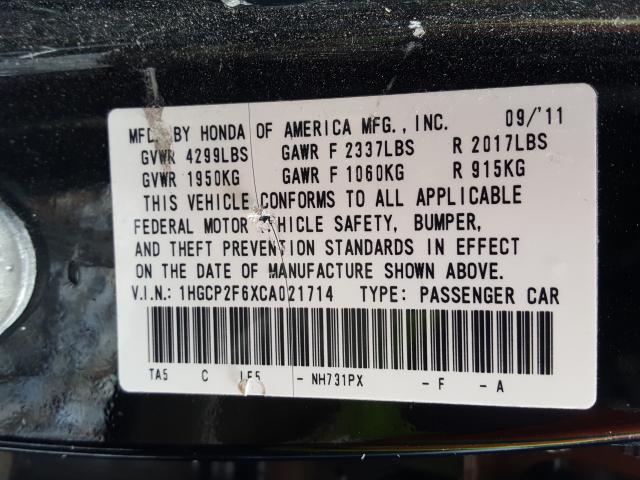 MFD. BY HONDA OF AMERICA MFG., INC. 09/'11
GVWR 4299LBS GAWR F 2337LBS R 2017LBS
GVWR 1950KG GAWR F 1060KG R 915KG
THIS VEHICLE CONFORMS TO ALL APPLICABLE
FEDERAL MOTOR VEHICLE SAFETY, BUMPER,
AND THEFT PREVENTION STANDARDS IN EFFECT
ON THE DATE OF MANUFACTURE SHOWN ABOVE.
V.I.N.: 1HGCP2F6XCA021714 TYPE: PASSENGER CAR
TA5 C - NH731PX - F - A